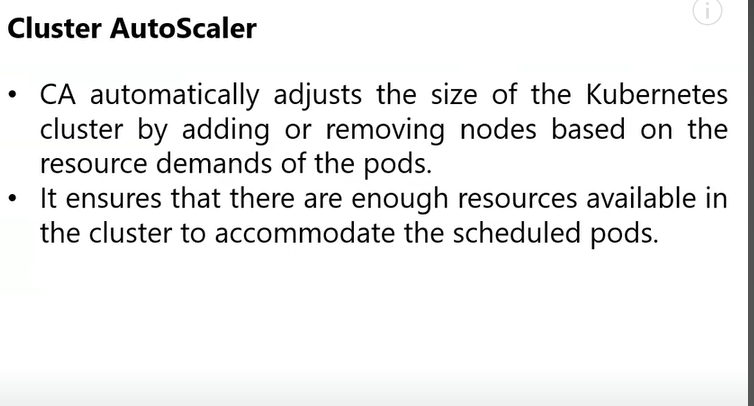 Cluster AutoScaler
• CA automatically adjusts the size of the Kubernetes
cluster by adding or removing nodes based on the
resource demands of the pods.
• It ensures that there are enough resources available in
the cluster to accommodate the scheduled pods.